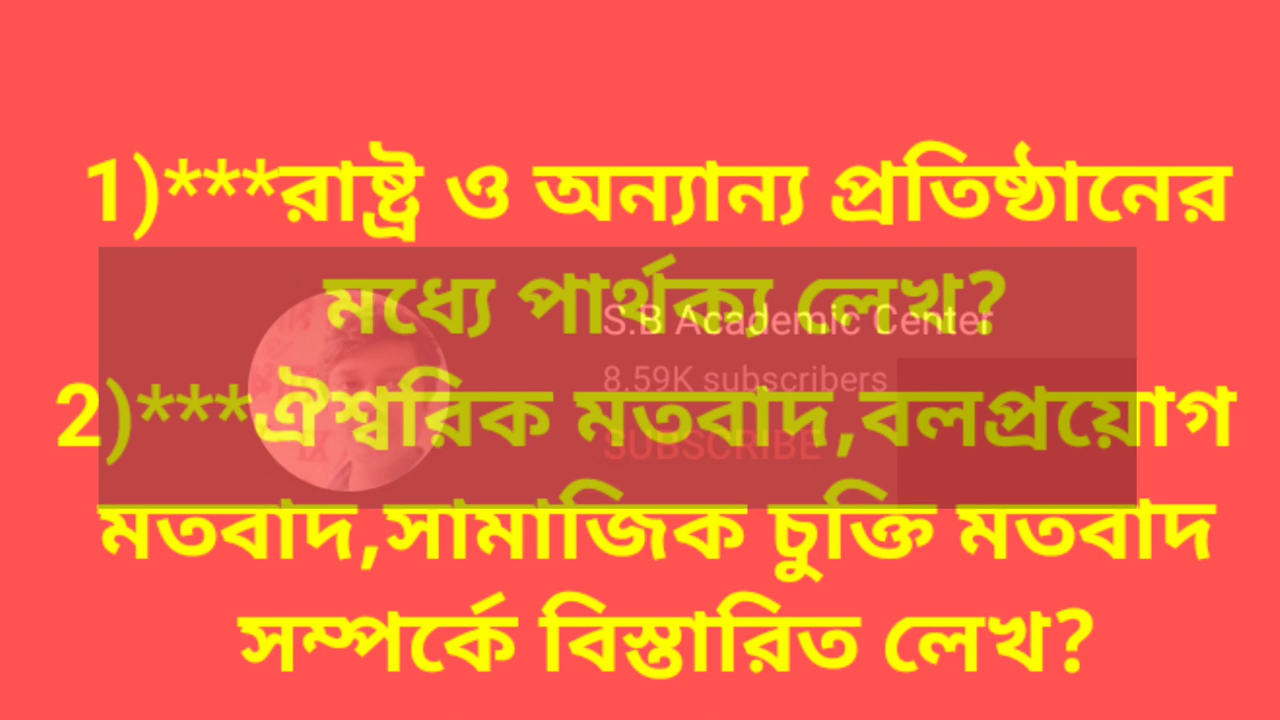 1)***রাষ্ট্র ও অন্যান্য প্রতিষ্ঠানের
মধ্যে পার্থক্য লেখ?
S.B Academic Center
8.59K subscribers
2)***ঐশ্বরিক মতবাদ,বলপ্রয়োগ
SUBSCRIBE
মতবাদ,সামাজিক চুক্তি মতবাদ
সম্পর্কে বিস্তারিত লেখ?